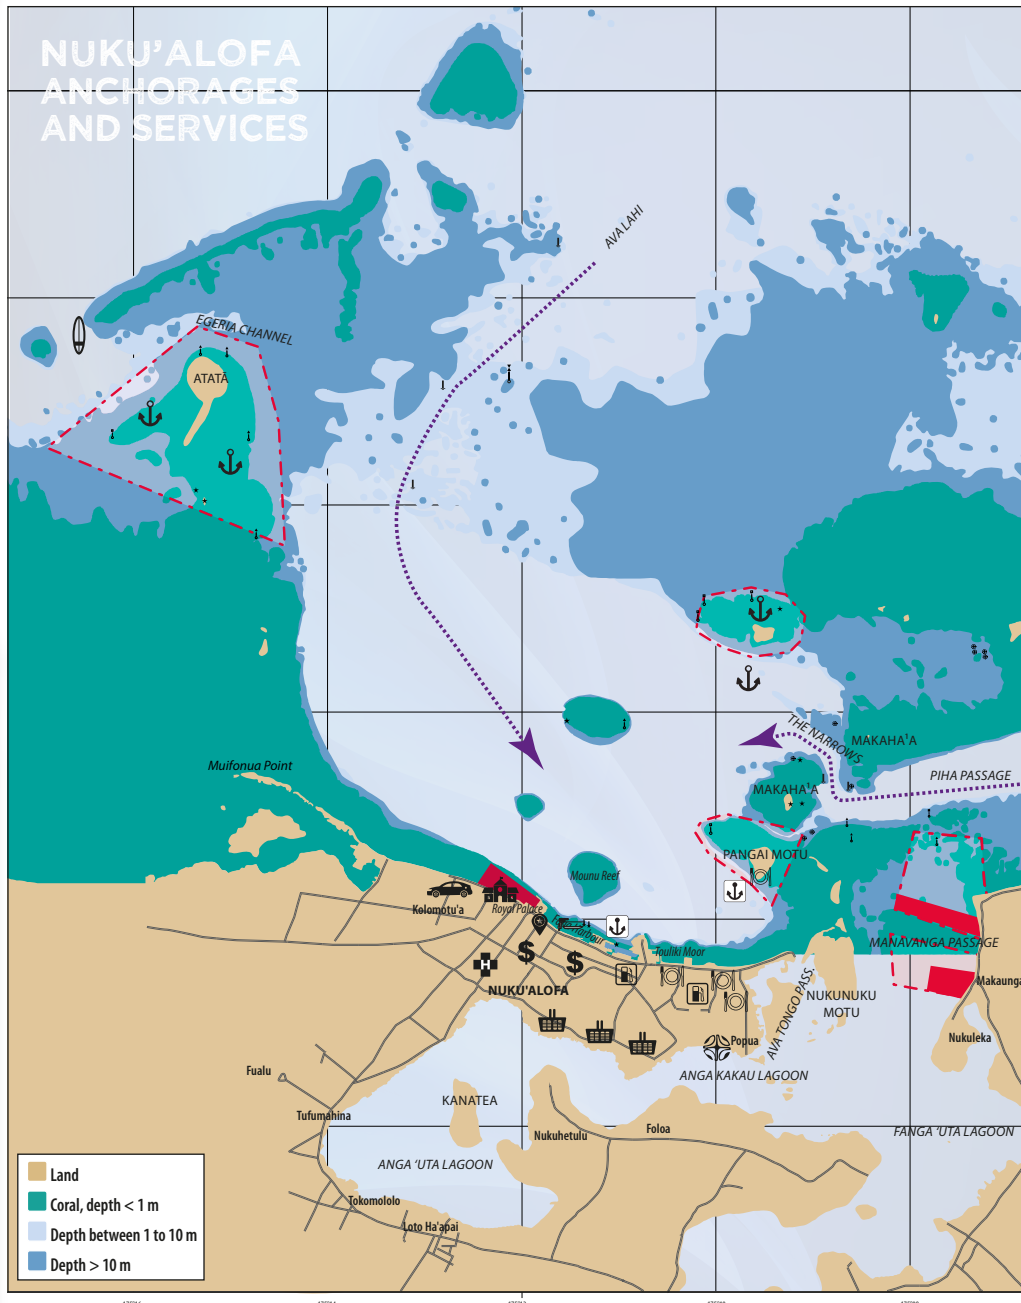 NUKU'ALOFA
ANCHORAGES
AND SERVICES
AVA LAHI
EGERIA CHANNEL
ATATĀ
THE NARROWS
MAKAHA'A
PIHA PASSAGE
Muifonua Point
MAKAHA'A
PANGAI MOTU
Mounu Reef
Kolomotu'a
Royal Palace
Harbour
Touliki Moor
MANAVANGA PASSAGE
Makaunga
H
$
$
NUKU'ALOFA
NUKUNUKU
MOTU
AVA TONGO PASS.
Popua
Nukuleka
Fualu
ANGA KAKAU LAGOON
KANATEA
Tufumahina
Nukuhetulu
Foloa
FANGA 'UTA LAGOON
ANGA 'UTA LAGOON
Tokomololo
Loto Ha'apai
Land
Coral, depth < 1 m
Depth between 1 to 10 m
Depth > 10 m